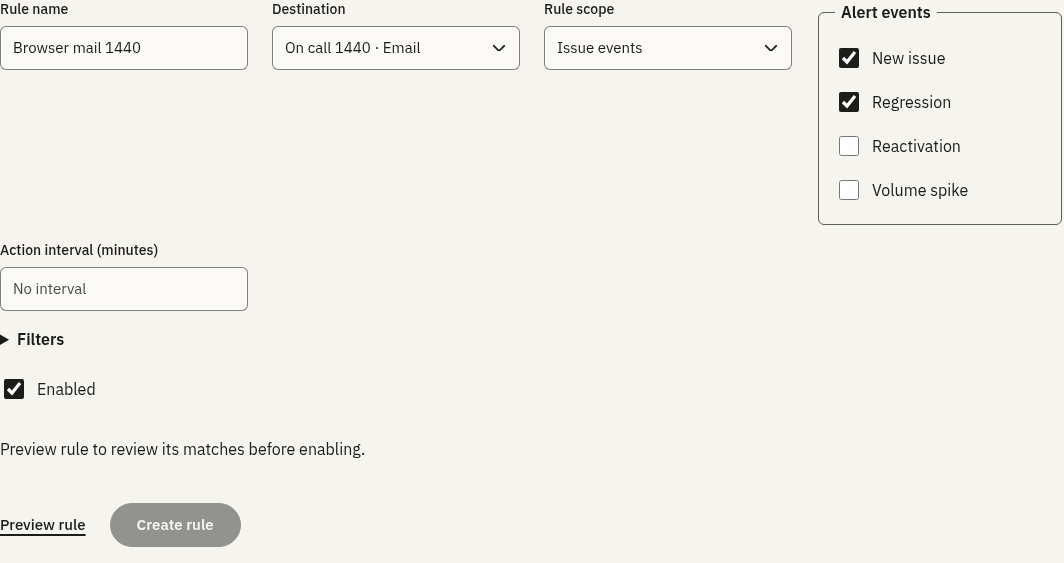 Rule name
Browser mail 1440
Destination
On call 1440 · Email
Rule scope
Issue events
Alert events
New issue
Regression
Reactivation
Volume spike
Action interval (minutes)
No interval
Filters
Enabled
Preview rule to review its matches before enabling.
Preview rule
Create rule